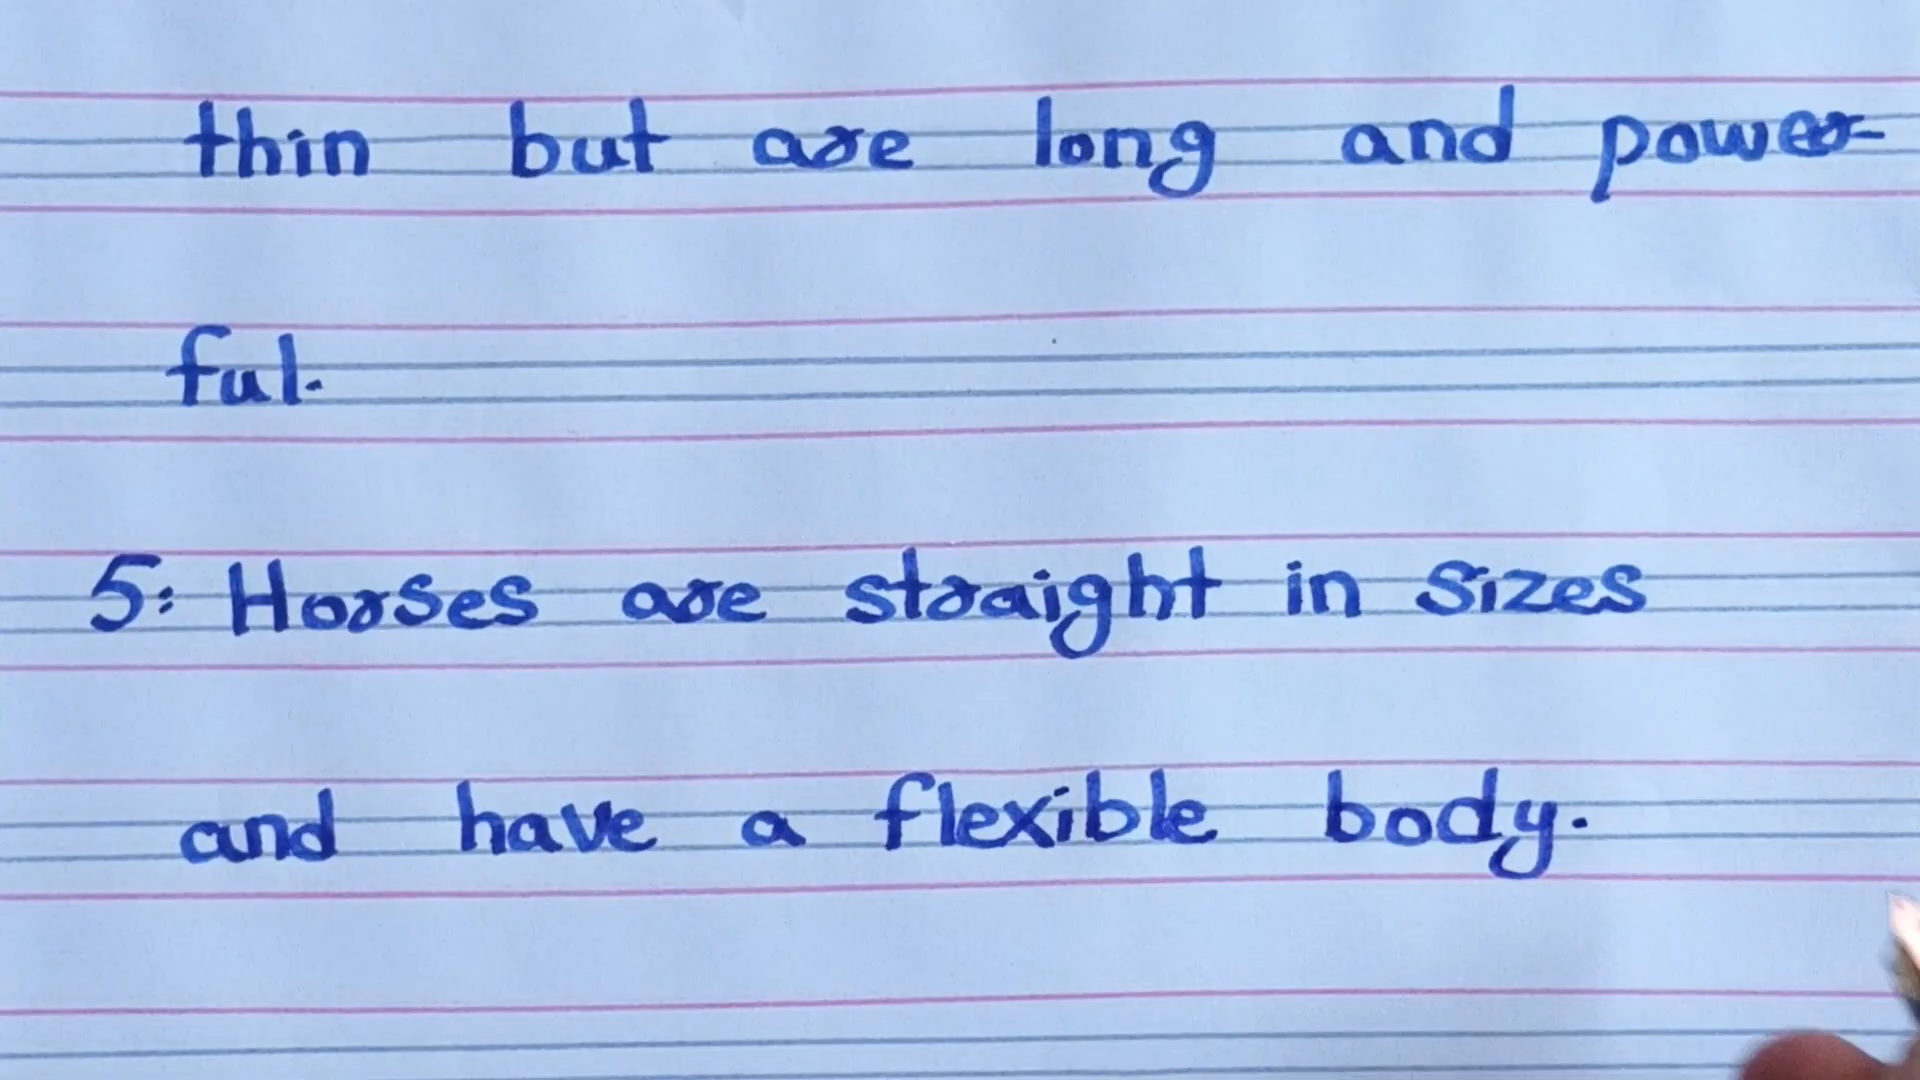 thin but are long and power-
ful.
5: Horses are straight in sizes
and have a flexible body.